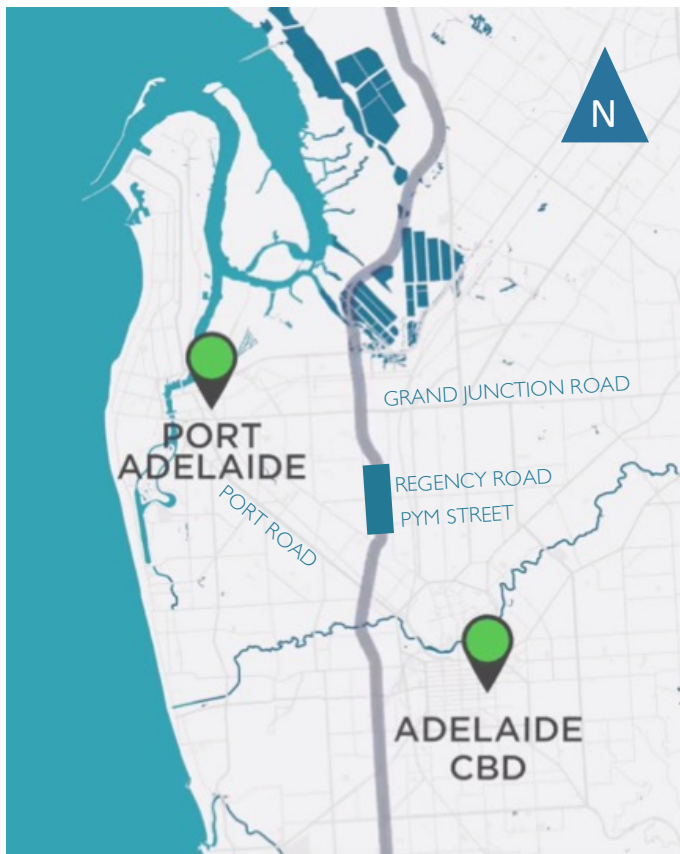 N
GRAND JUNCTION ROAD
PORT
ADELAIDE
REGENCY ROAD
PORT ROAD
PYM STREET
ADELAIDE
CBD